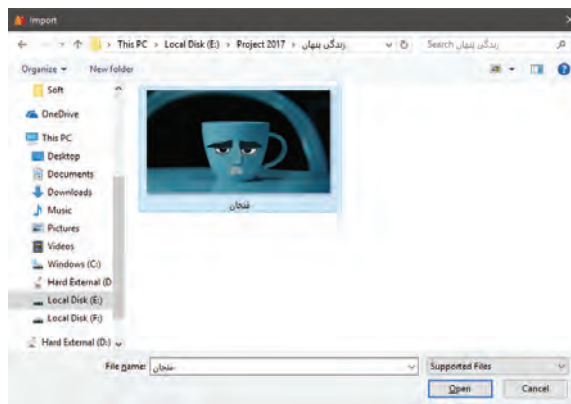 Import
This PC > Local Disk (E:) > Project 2017 > زندگی پنهان
Search زندگی پنهان
Organize
New folder
Soft
OneDrive
This PC
Desktop
Documents
Downloads
Music
Pictures
Videos
Windows (C:)
Hard External (D
Local Disk (E:)
Local Disk (F:)
Hard External (D:)
فنجان
File name: فنجان
Supported Files
Open
Cancel